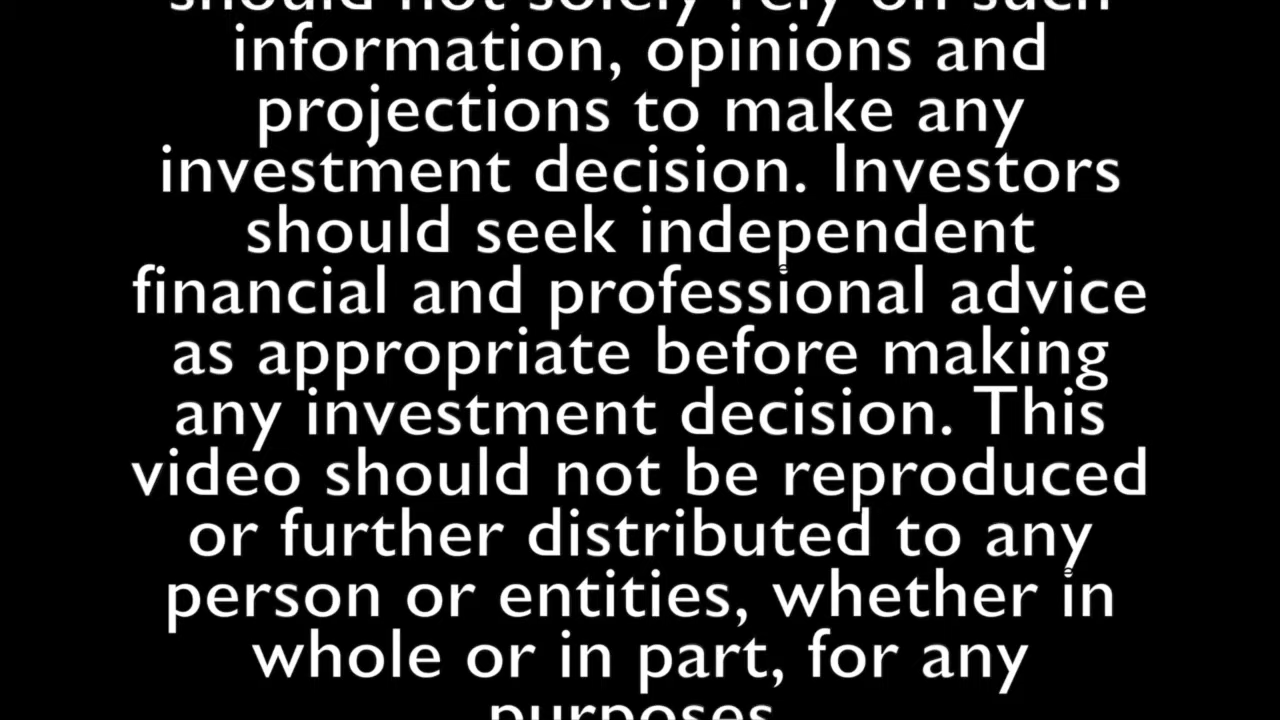 should not solely rely on such
information, opinions and
projections to make any
investment decision. Investors
should seek independent
financial and professional advice
as appropriate before making
any investment decision. This
video should not be reproduced
or further distributed to any
person or entities, whether in
whole or in part, for any
purposes.